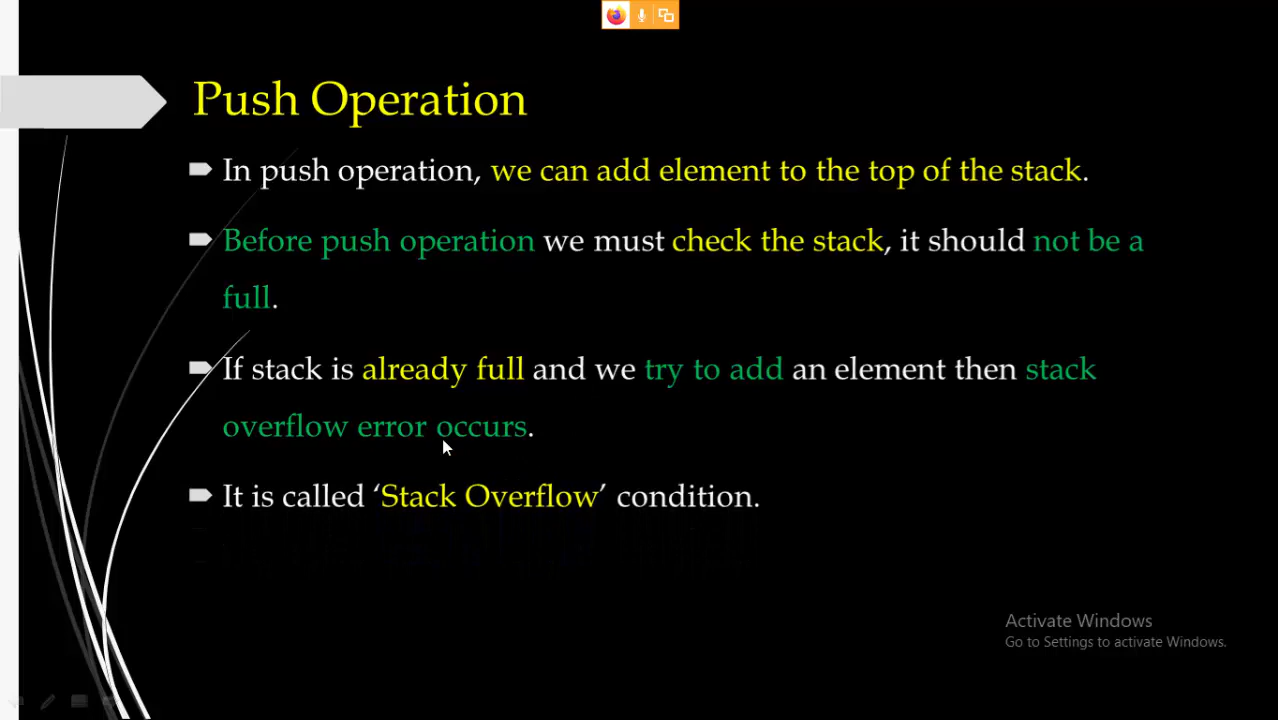 Push Operation
In push operation, we can add element to the top of the stack.
Before push operation we must check the stack, it should not be a
full.
If stack is already full and we try to add an element then stack
overflow error occurs.
It is called ‘Stack Overflow’ condition.
Activate Windows
Go to Settings to activate Windows.